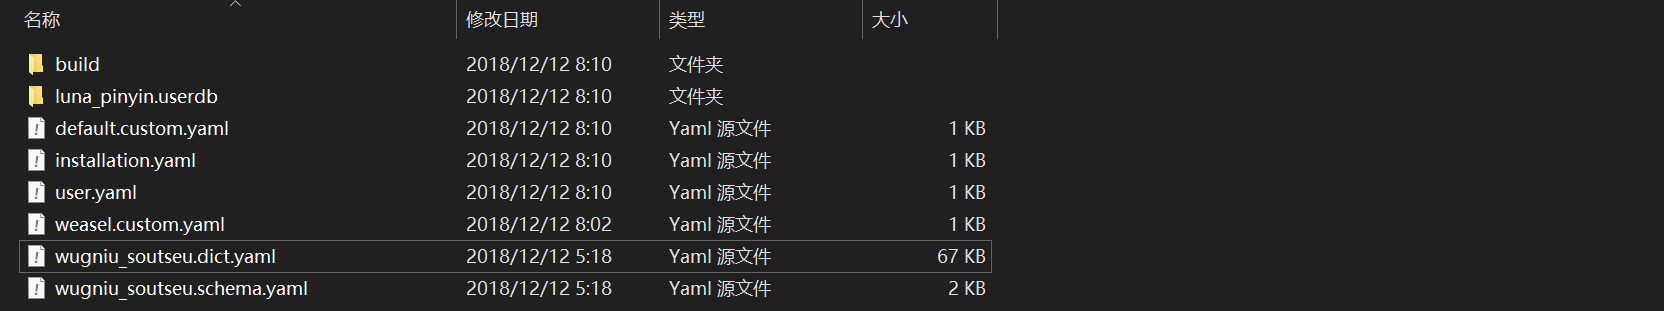 名称 修改日期 类型 大小
build 2018/12/12 8:10 文件夹
luna_pinyin.userdb 2018/12/12 8:10 文件夹
default.custom.yaml 2018/12/12 8:10 Yaml 源文件 1 KB
installation.yaml 2018/12/12 8:10 Yaml 源文件 1 KB
user.yaml 2018/12/12 8:10 Yaml 源文件 1 KB
weasel.custom.yaml 2018/12/12 8:02 Yaml 源文件 1 KB
wugniu_soutseu.dict.yaml 2018/12/12 5:18 Yaml 源文件 67 KB
wugniu_soutseu.schema.yaml 2018/12/12 5:18 Yaml 源文件 2 KB